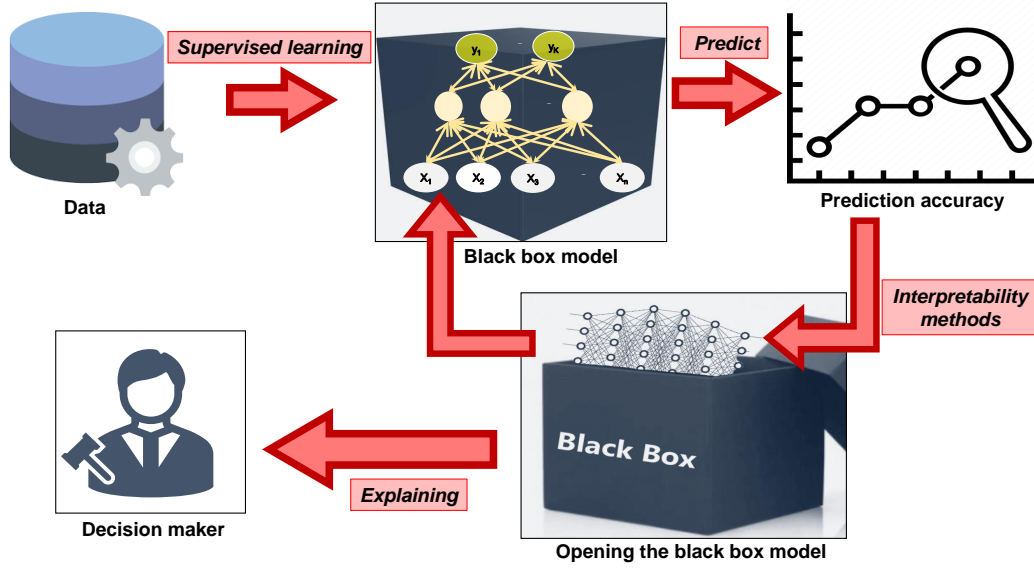 Supervised learning
Predict
y1
yK
X1
X2
X3
Xn
Data
Black box model
Prediction accuracy
Interpretability
methods
Black Box
Explaining
Decision maker
Opening the black box model